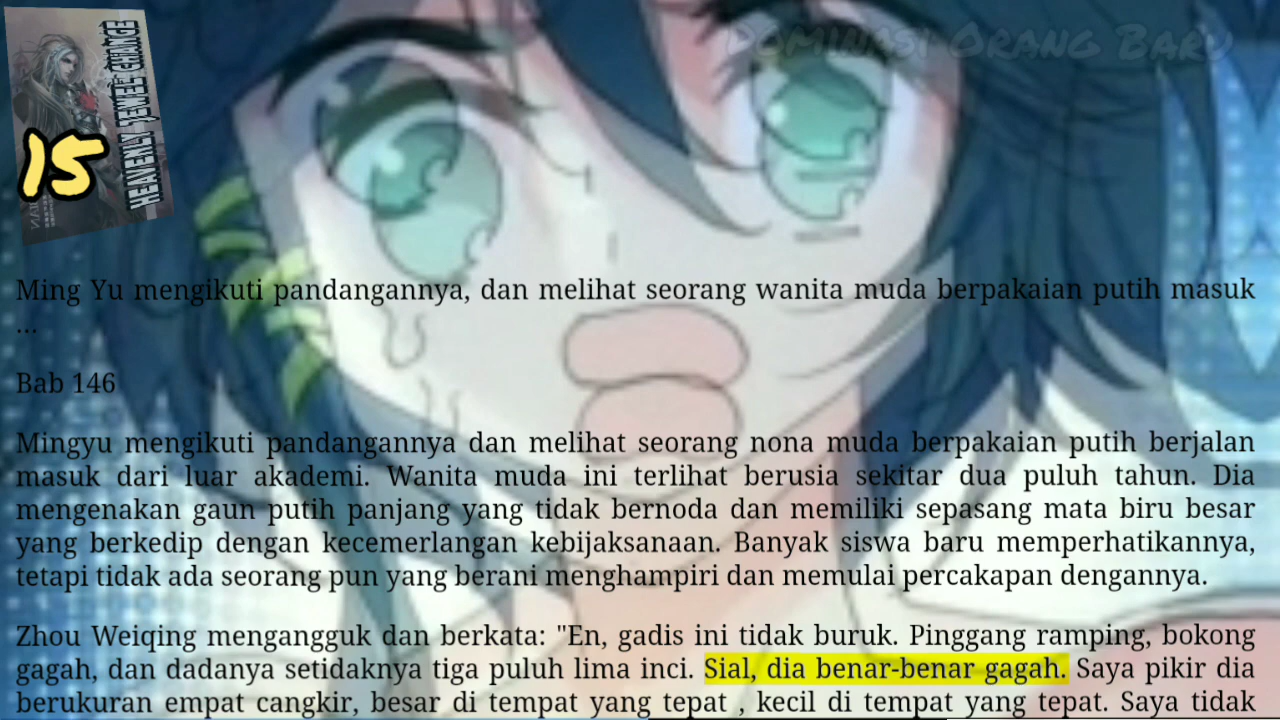 Dominasi Orang Baru
HEAVENLY JEWEL CHANGE
15
Ming Yu mengikuti pandangannya, dan melihat seorang wanita muda berpakaian putih masuk
...
Bab 146
Mingyu mengikuti pandangannya dan melihat seorang nona muda berpakaian putih berjalan
masuk dari luar akademi. Wanita muda ini terlihat berusia sekitar dua puluh tahun. Dia
mengenakan gaun putih panjang yang tidak bernoda dan memiliki sepasang mata biru besar
yang berkedip dengan kecemerlangan kebijaksanaan. Banyak siswa baru memperhatikannya,
tetapi tidak ada seorang pun yang berani menghampiri dan memulai percakapan dengannya.
Zhou Weiqing mengangguk dan berkata: "En, gadis ini tidak buruk. Pinggang ramping, bokong
gagah, dan dadanya setidaknya tiga puluh lima inci. Sial, dia benar-benar gagah. Saya pikir dia
berukuran empat cangkir, besar di tempat yang tepat , kecil di tempat yang tepat. Saya tidak